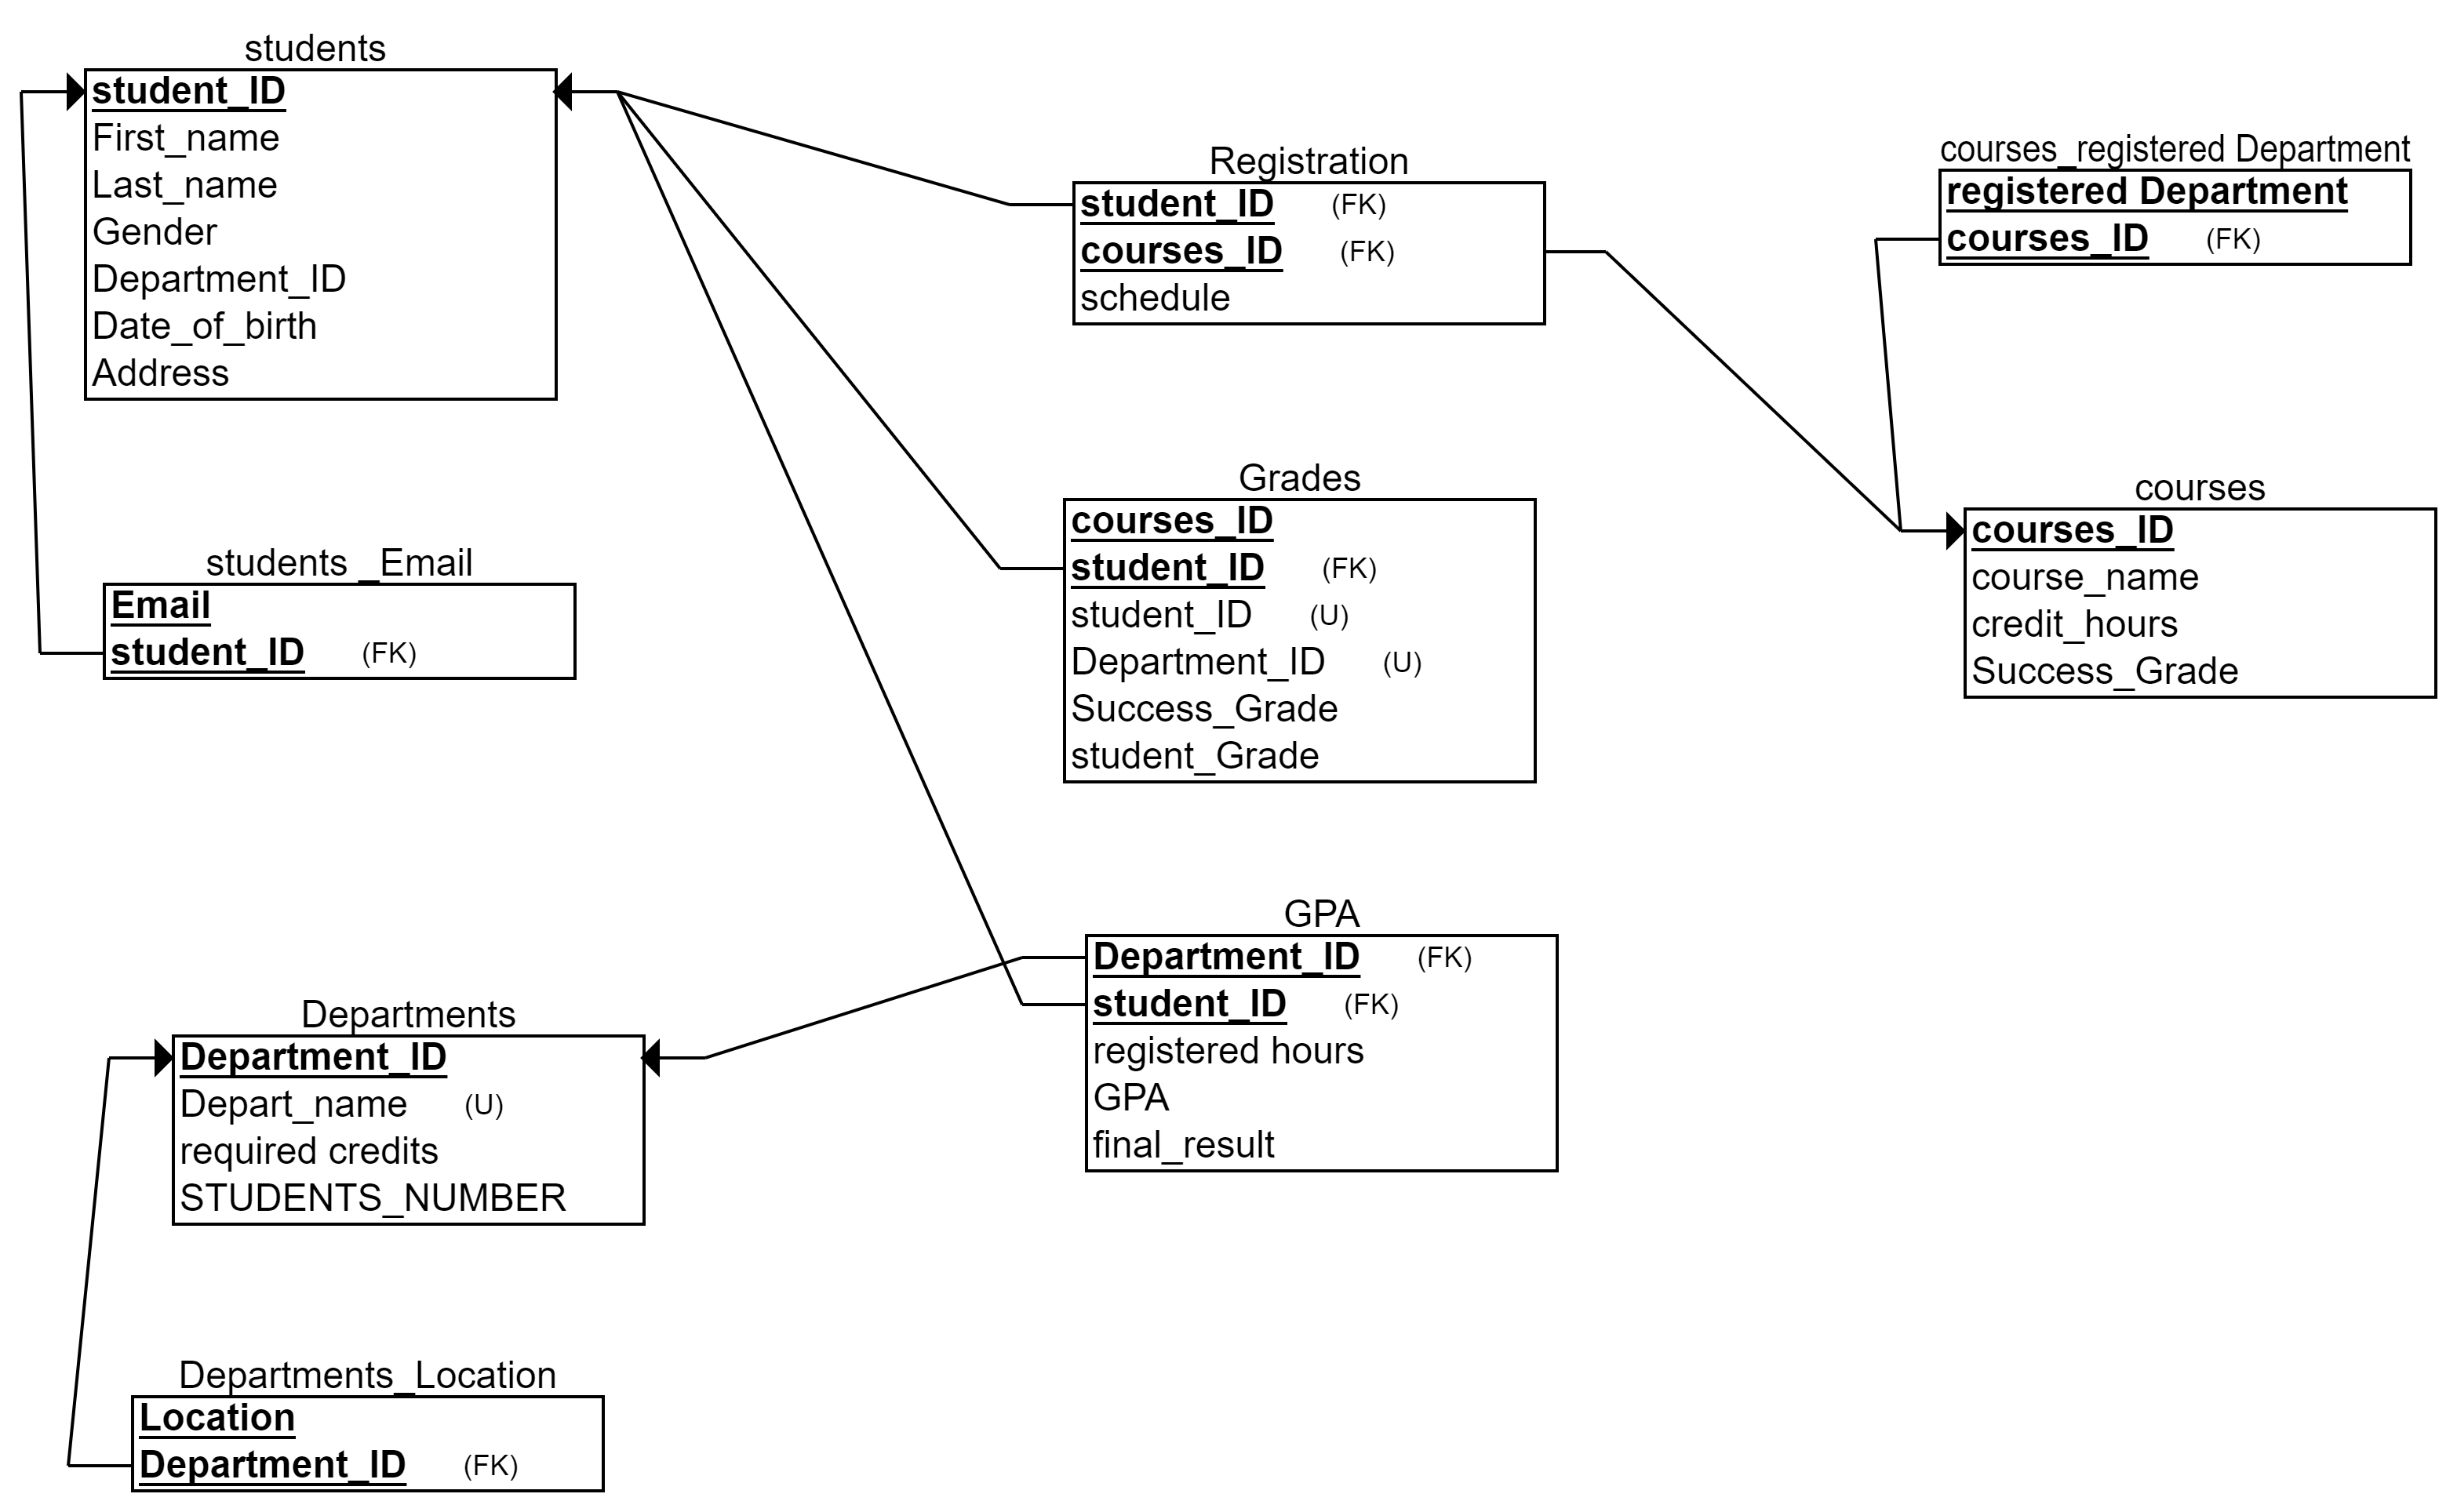 students
student_ID
First_name
Last_name
Gender
Department_ID
Date_of_birth
Address
students _Email
Email
student_ID (FK)
Departments
Department_ID
Depart_name (U)
required credits
STUDENTS_NUMBER
Departments_Location
Location
Department_ID (FK)
Registration
student_ID (FK)
courses_ID (FK)
schedule
Grades
courses_ID
student_ID (FK)
student_ID (U)
Department_ID (U)
Success_Grade
student_Grade
GPA
Department_ID (FK)
student_ID (FK)
registered hours
GPA
final_result
courses_registered Department
registered Department
courses_ID (FK)
courses
courses_ID
course_name
credit_hours
Success_Grade